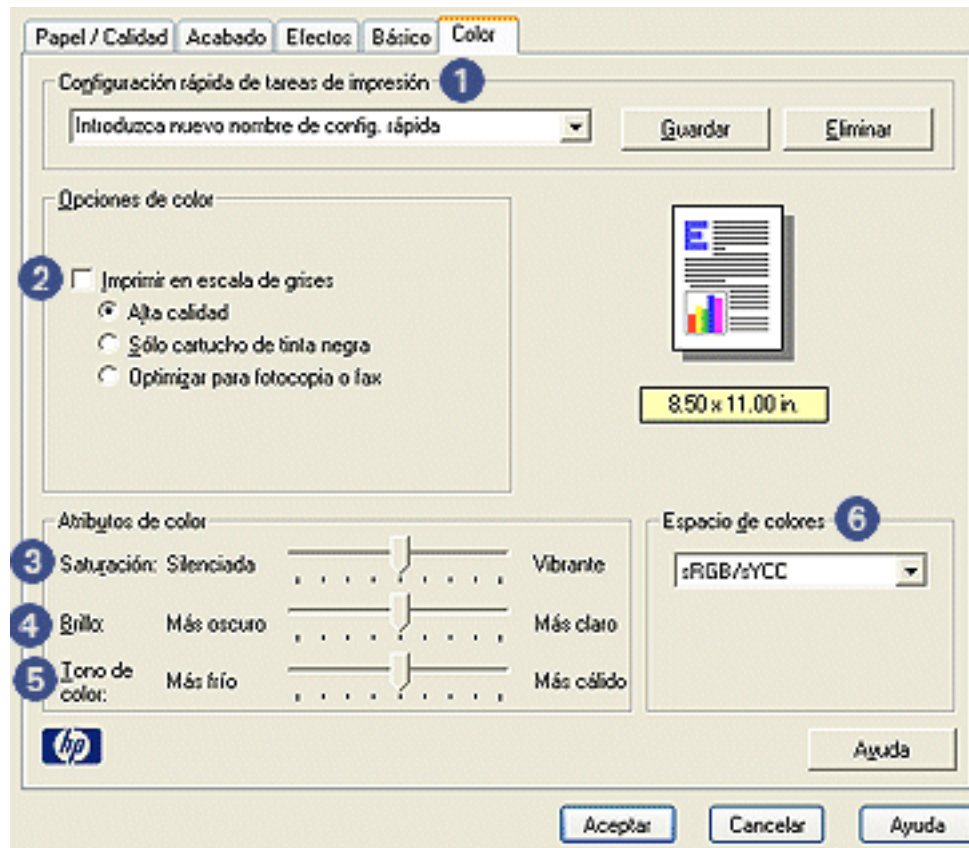 Papel / Calidad Acabado Efectos Básico Color
Configuración rápida de tareas de impresión 1
Introduzca nuevo nombre de config. rápida Guardar Eliminar
Opciones de color
E
2 Imprimir en escala de grises
Alta calidad
Sólo cartucho de tinta negra
Optimizar para fotocopia o fax
8.50 x 11.00 in.
Atributos de color
3 Saturación: Silenciada Vibrante
4 Brillo: Más oscuro Más claro
5 Tono de color: Más frío Más cálido
Espacio de colores 6
sRGB/sYCC
hp
Ayuda
Aceptar Cancelar Ayuda